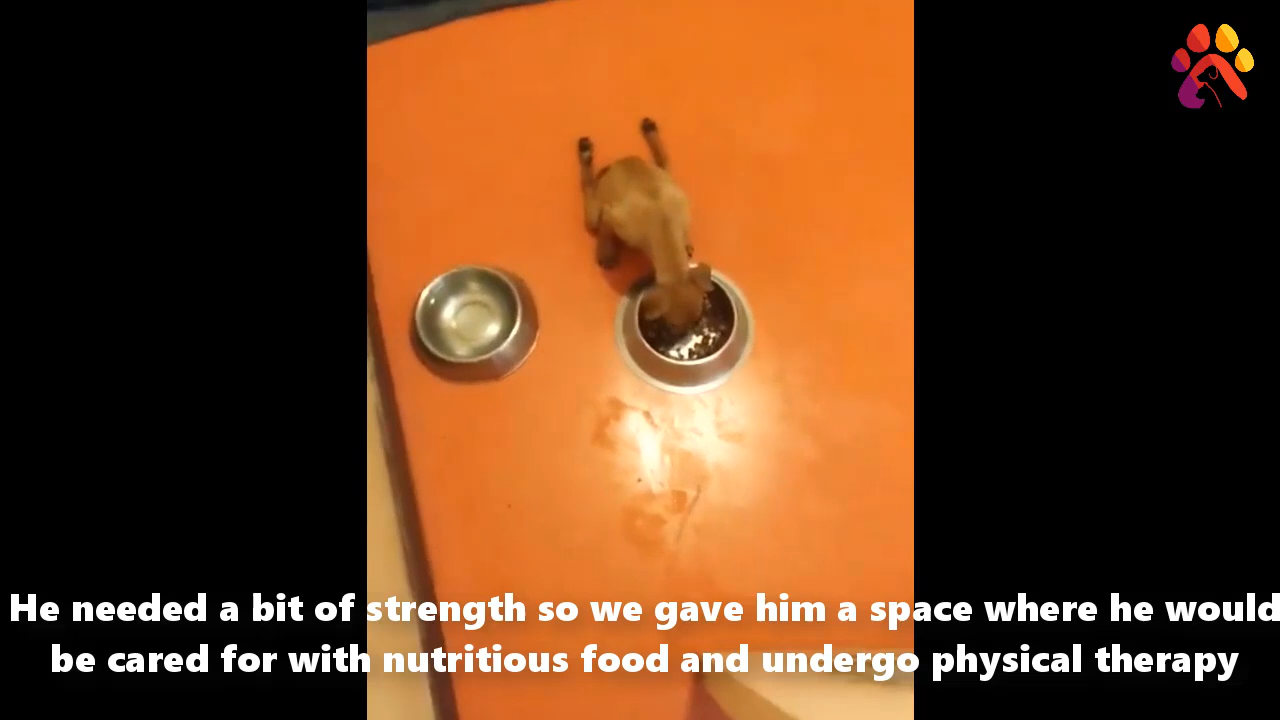 He needed a bit of strength so we gave him a space where he would
be cared for with nutritious food and undergo physical therapy